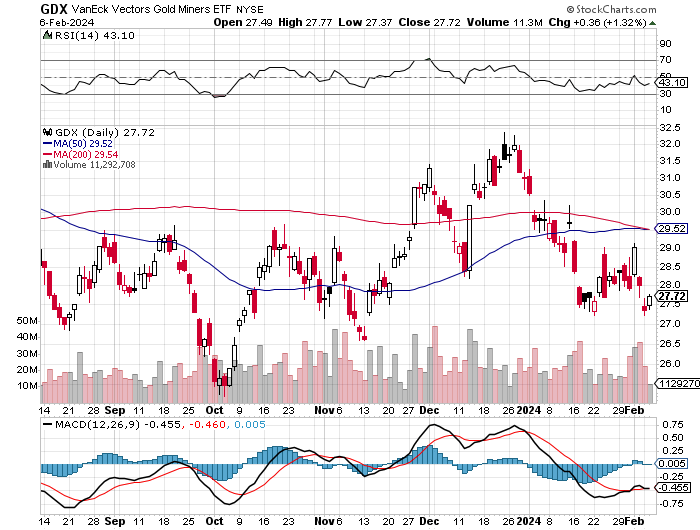 GDX VanEck Vectors Gold Miners ETF NYSE © StockCharts.com
6-Feb-2024 Open 27.49 High 27.77 Low 27.37 Close 27.72 Volume 11.3M Chg +0.36 (+1.32%)
RSI(14) 43.10
90
70
50
43.10
30
10
GDX (Daily) 27.72
MA(50) 29.52
MA(200) 29.54
Volume 11,292,708
32.5
32.0
31.5
31.0
30.5
30.0
29.52
29.0
28.5
28.0
27.72
27.5
27.0
26.5
26.0
50M
40M
30M
20M
10M
1129270
14 21 28 Sep 11 18 25 Oct 9 16 23 Nov 6 13 20 27 Dec 11 18 26 2024 8 16 22 29 Feb
MACD(12,26,9) -0.455, -0.460, 0.005
0.75
0.50
0.25
0.005
-0.455
-0.75
14 21 28 Sep 11 18 25 Oct 9 16 23 Nov 6 13 20 27 Dec 11 18 26 2024 8 16 22 29 Feb